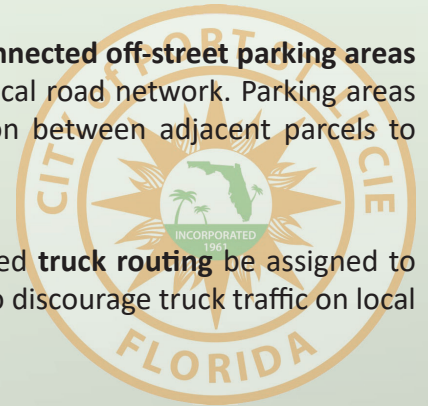 nnected off-street parking areas
cal road network. Parking areas
on between adjacent parcels to
ed truck routing be assigned to
o discourage truck traffic on local
CITY of PORT ST. LUCIE
INCORPORATED
1961
FLORIDA